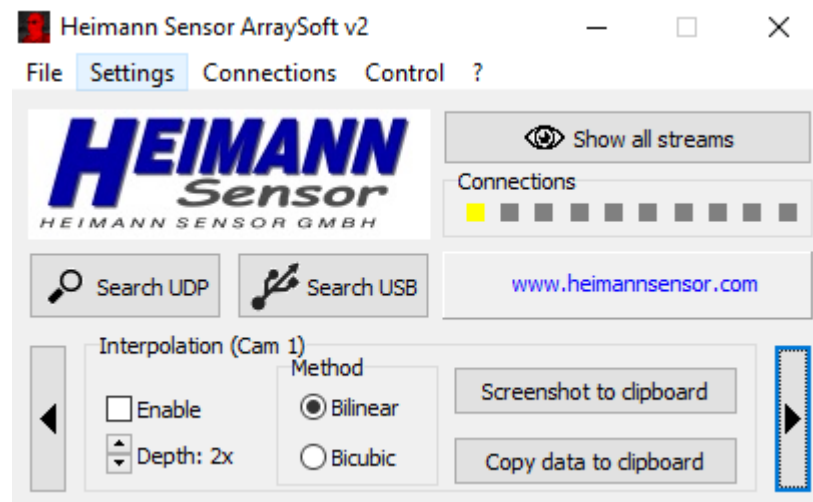 Heimann Sensor ArraySoft v2
File Settings Connections Control ?
HEIMANN
Sensor
HEIMANN SENSOR GMBH
Show all streams
Connections
Search UDP
Search USB
www.heimannsensor.com
Interpolation (Cam 1)
Method
Enable
Bilinear
Screenshot to clipboard
Depth: 2x
Bicubic
Copy data to clipboard